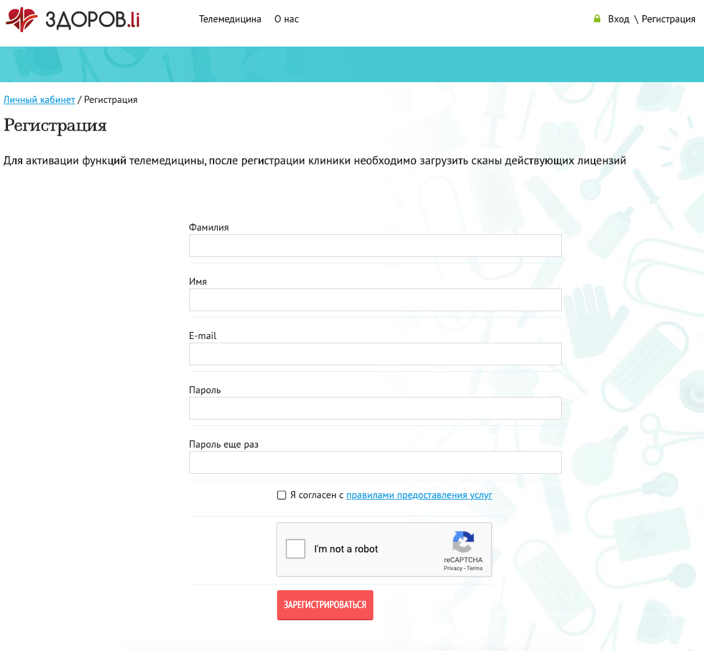 ЗДОРОВ.li
Телемедицина О нас
Вход \ Регистрация
Личный кабинет / Регистрация
Регистрация
Для активации функций телемедицины, после регистрации клиники необходимо загрузить сканы действующих лицензий
Фамилия
Имя
E-mail
Пароль
Пароль еще раз
Я согласен с правилами предоставления услуг
I'm not a robot
reCAPTCHA
Privacy - Terms
ЗАРЕГИСТРИРОВАТЬСЯ